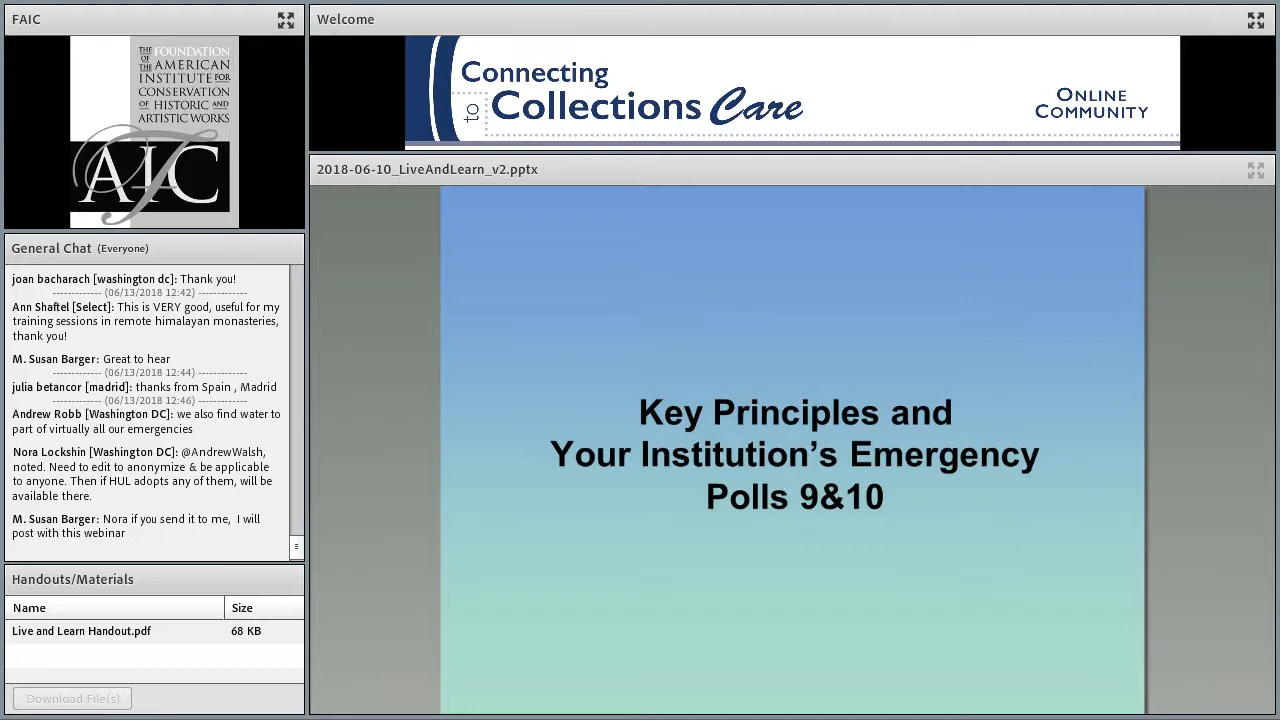 FAIC
THE FOUNDATION
OF THE AMERICAN
INSTITUTE FOR
CONSERVATION
OF HISTORIC AND
ARTISTIC WORKS
AIC
Welcome
Connecting
to
Collections Care
ONLINE
COMMUNITY
2018-06-10_LiveAndLearn_v2.pptx
Key Principles and
Your Institution’s Emergency
Polls 9&10
General Chat (Everyone)
joan bacharach [washington dc]: Thank you!
------------- (06/13/2018 12:42) -------------
Ann Shaftel [Select]: This is VERY good, useful for my
training sessions in remote himalayan monasteries,
thank you!
M. Susan Barger: Great to hear
------------- (06/13/2018 12:44) -------------
julia betancor [madrid]: thanks from Spain , Madrid
------------- (06/13/2018 12:46) -------------
Andrew Robb [Washington DC]: we also find water to
part of virtually all our emergencies
Nora Lockshin [Washington DC]: @AndrewWalsh,
noted. Need to edit to anonymize & be applicable
to anyone. Then if HUL adopts any of them, will be
available there.
M. Susan Barger: Nora if you send it to me, I will
post with this webinar
Handouts/Materials
Name Size
Live and Learn Handout.pdf 68 KB
Download File(s)